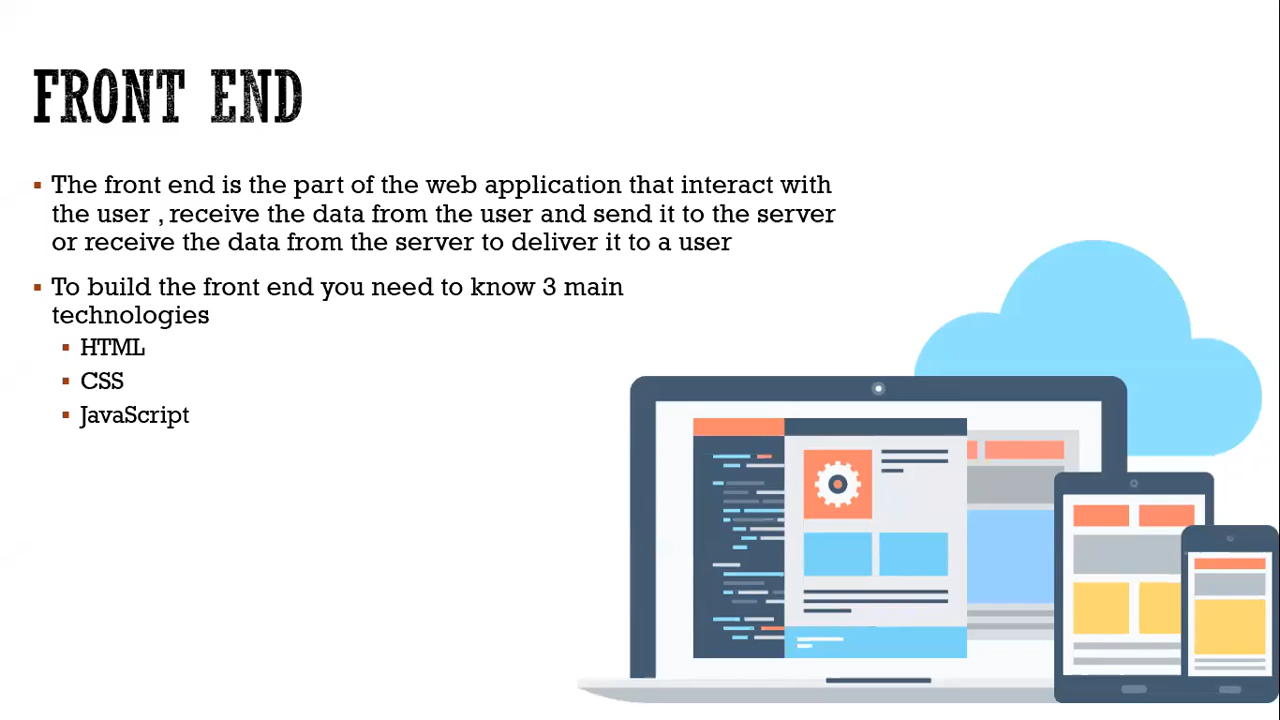 FRONT END
▪ The front end is the part of the web application that interact with
the user , receive the data from the user and send it to the server
or receive the data from the server to deliver it to a user
▪ To build the front end you need to know 3 main
technologies
▪ HTML
▪ CSS
▪ JavaScript